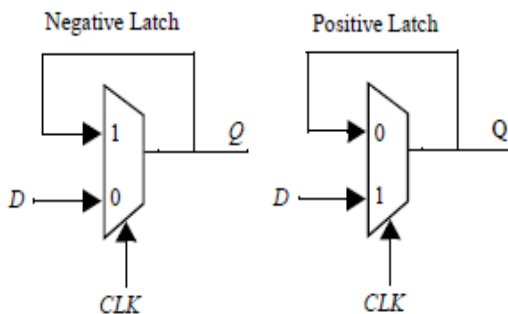 Negative Latch
Positive Latch
1
Q
D
0
CLK
0
Q
D
1
CLK